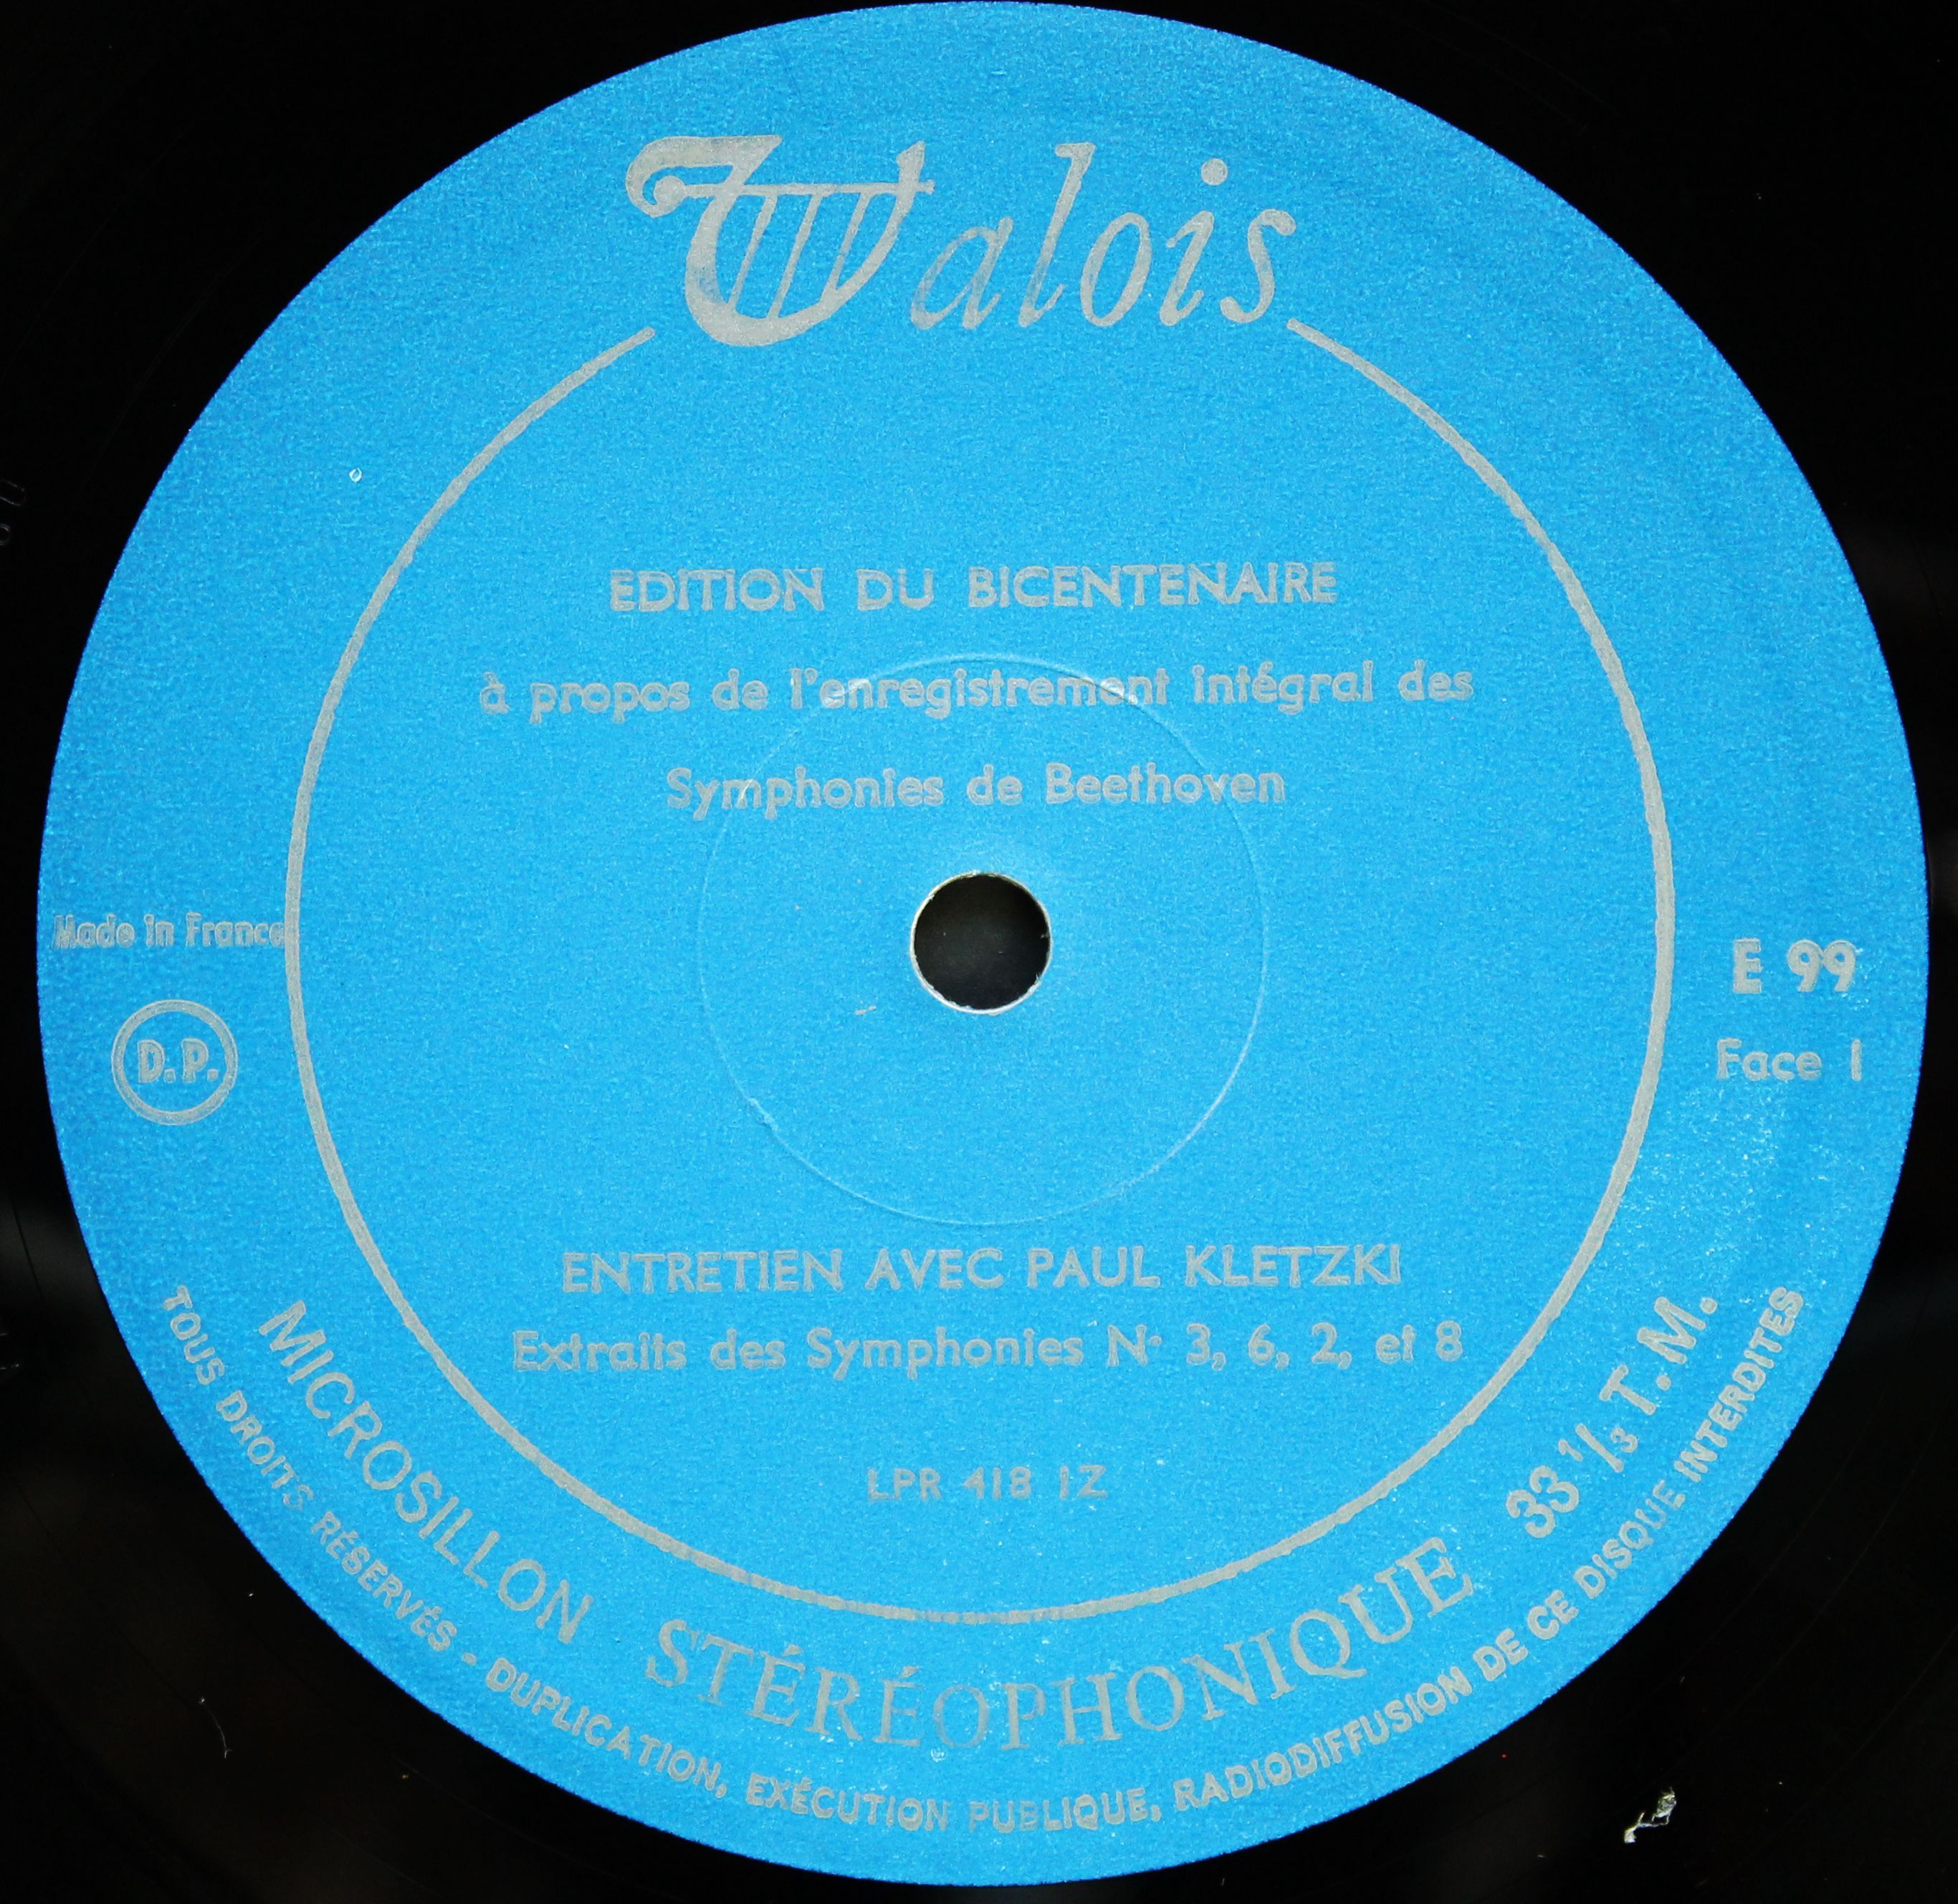 Valois
EDITION DU BICENTENAIRE
à propos de l'enregistrement intégral des
Symphonies de Beethoven
Made in France
D.P.
E 99
Face 1
ENTRETIEN AVEC PAUL KLETZKI
Extraits des Symphonies N° 3, 6, 2, et 8
LPR 418 1Z
MICROSILLON STÉRÉOPHONIQUE 33 1/3 T.M.
TOUS DROITS RÉSERVÉS - DUPLICATION, EXÉCUTION PUBLIQUE, RADIODIFFUSION DE CE DISQUE INTERDITES